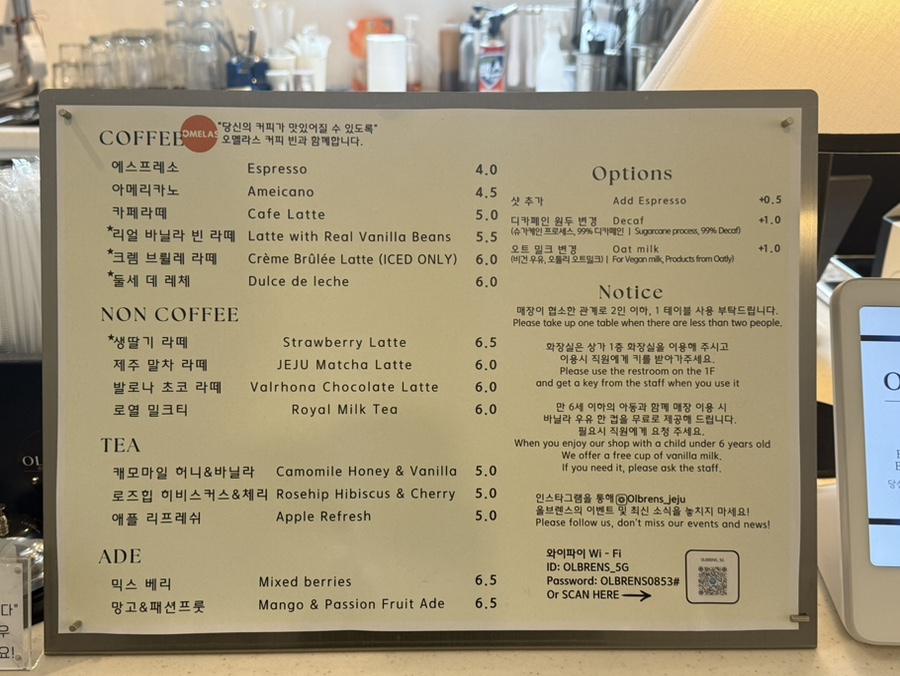 COFFEE OMELAS "당신의 커피가 맛있어질 수 있도록"
오멜라스 커피 빈과 함께합니다.
에스프레소 Espresso 4.0
아메리카노 Ameicano 4.5
카페라떼 Cafe Latte 5.0
*리얼 바닐라 빈 라떼 Latte with Real Vanilla Beans 5.5
*크렘 브륄레 라떼 Crème Brûlée Latte (ICED ONLY) 6.0
*둘세 데 레체 Dulce de leche 6.0
NON COFFEE
*생딸기 라떼 Strawberry Latte 6.5
제주 말차 라떼 JEJU Matcha Latte 6.0
발로나 초코 라떼 Valrhona Chocolate Latte 6.0
로열 밀크티 Royal Milk Tea 6.0
TEA
캐모마일 허니&바닐라 Camomile Honey & Vanilla 5.0
로즈힙 히비스커스&체리 Rosehip Hibiscus & Cherry 5.0
애플 리프레쉬 Apple Refresh 5.0
ADE
믹스 베리 Mixed berries 6.5
망고&패션프룻 Mango & Passion Fruit Ade 6.5
Options
샷 추가 Add Espresso +0.5
디카페인 원두 변경 Decaf +1.0
(슈가케인 프로세스, 99% 디카페인 | Sugarcane process, 99% Decaf)
오트 밀크 변경 Oat milk +1.0
(비건 우유, 오틀리 오트밀크) | For Vegan milk, Products from Oatly)
Notice
매장이 협소한 관계로 2인 이하, 1 테이블 사용 부탁드립니다.
Please take up one table when there are less than two people.
화장실은 상가 1층 화장실을 이용해 주시고
이용시 직원에게 키를 받아가주세요.
Please use the restroom on the 1F
and get a key from the staff when you use it
만 6세 이하의 아동과 함께 매장 이용 시
바닐라 우유 한 컵을 무료로 제공해 드립니다.
필요시 직원에게 요청 주세요.
When you enjoy our shop with a child under 6 years old
We offer a free cup of vanilla milk.
If you need it, please ask the staff.
인스타그램을 통해 @Olbrens_jeju
올브렌스의 이벤트 및 최신 소식을 놓치지 마세요!
Please follow us, don't miss our events and news!
와이파이 Wi - Fi
ID: OLBRENS_5G
Password: OLBRENS0853#
Or SCAN HERE
OLBRENS_5G
다"
우
요!